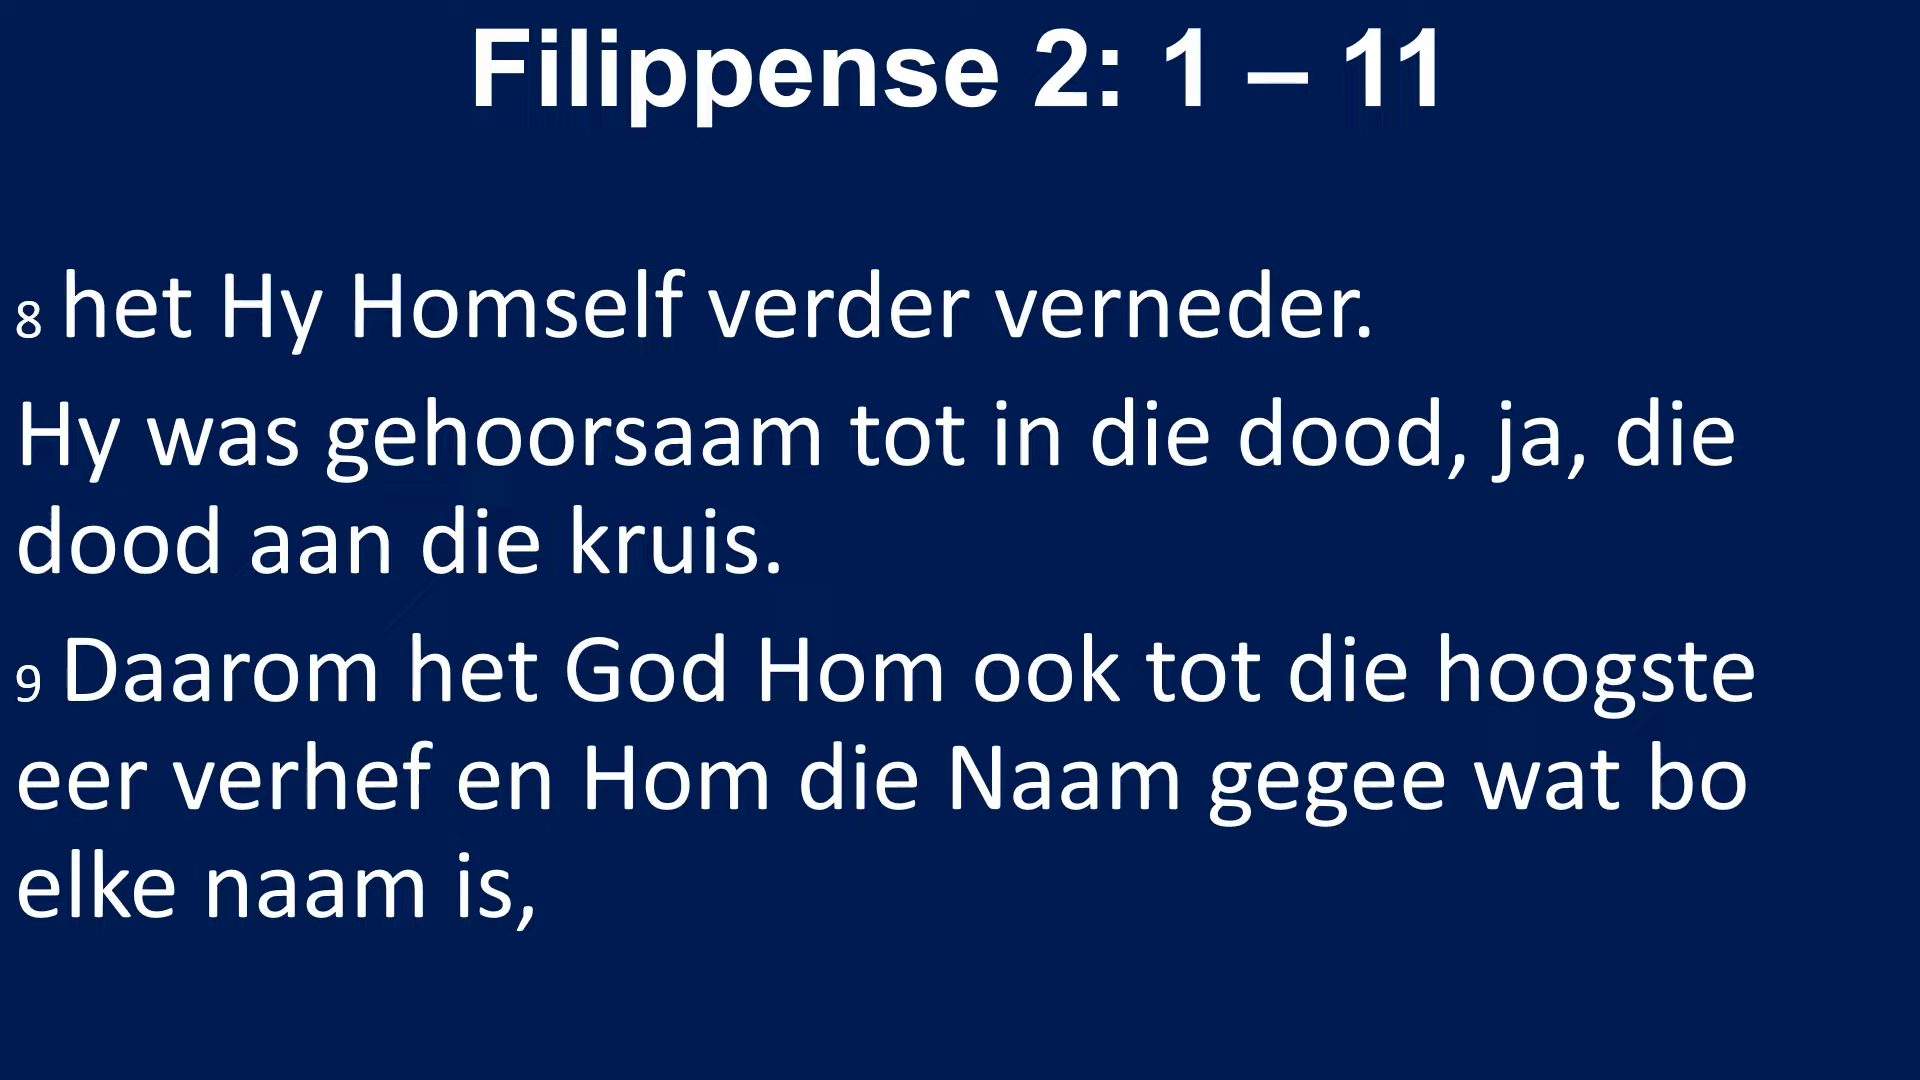 Filippense 2: 1 – 11
8 het Hy Homself verder verneder.
Hy was gehoorsaam tot in die dood, ja, die
dood aan die kruis.
9 Daarom het God Hom ook tot die hoogste
eer verhef en Hom die Naam gegee wat bo
elke naam is,